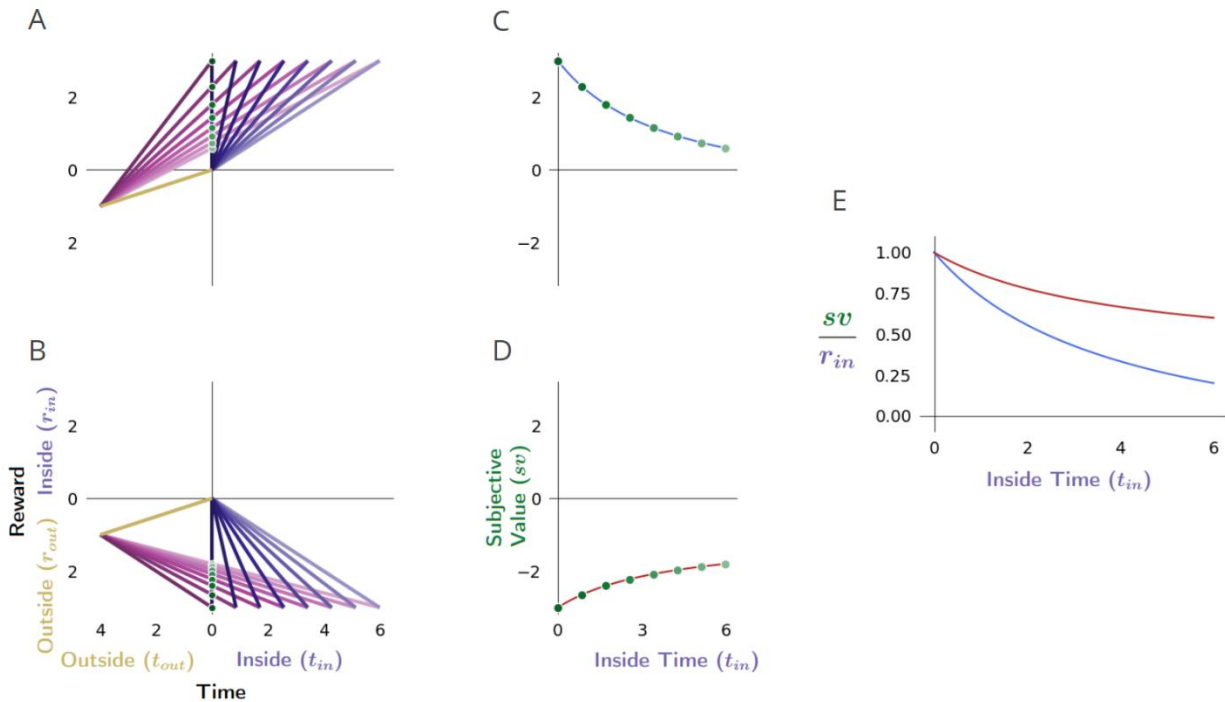 A
2
0
2
B
Reward
Inside (r_in)
Outside (r_out)
2
0
2
4 2 0 2 4 6
Outside (t_out) Inside (t_in)
Time
C
2
0
−2
D
Subjective
Value (sv)
2
0
−2
0 3 6
Inside Time (t_in)
E
sv
r_in
1.00
0.75
0.50
0.25
0.00
0 2 4 6
Inside Time (t_in)